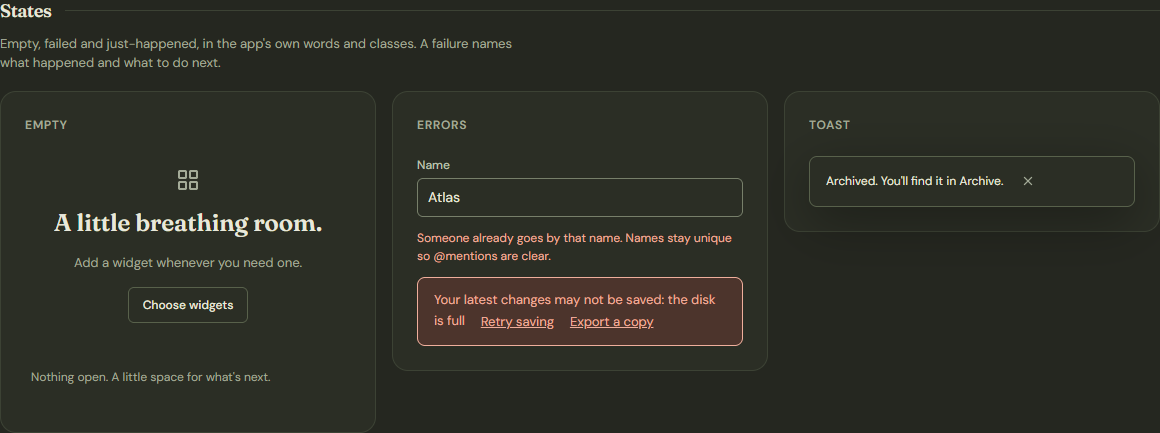 States
Empty, failed and just-happened, in the app's own words and classes. A failure names
what happened and what to do next.
EMPTY
A little breathing room.
Add a widget whenever you need one.
Choose widgets
Nothing open. A little space for what's next.
ERRORS
Name
Atlas
Someone already goes by that name. Names stay unique
so @mentions are clear.
Your latest changes may not be saved: the disk
is full Retry saving Export a copy
TOAST
Archived. You'll find it in Archive.